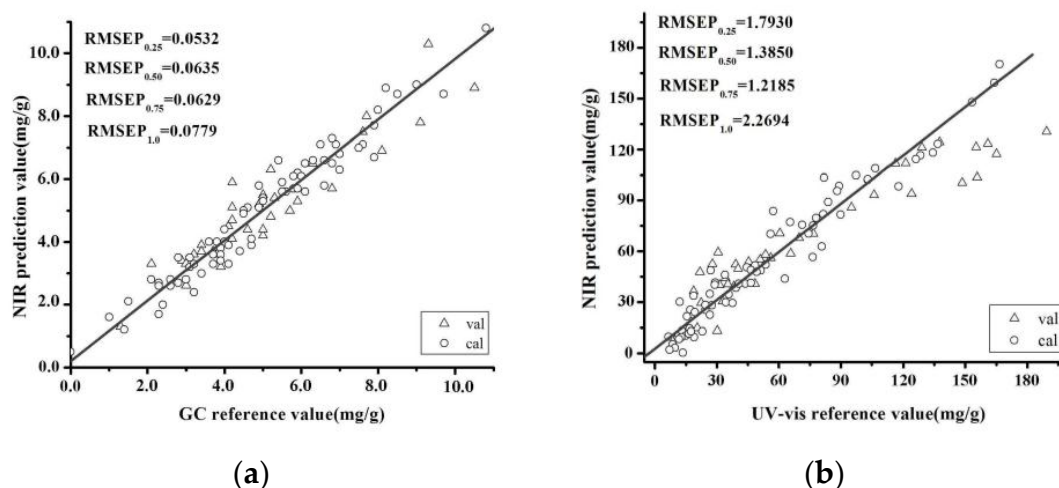 RMSEP0.25=0.0532
RMSEP0.50=0.0635
RMSEP0.75=0.0629
RMSEP1.0=0.0779
NIR prediction value(mg/g)
10.0
8.0
6.0
4.0
2.0
0.0
0.0 2.0 4.0 6.0 8.0 10.0
val
cal
GC reference value(mg/g)
(a)
RMSEP0.25=1.7930
RMSEP0.50=1.3850
RMSEP0.75=1.2185
RMSEP1.0=2.2694
NIR prediction value(mg/g)
180
150
120
90
60
30
0
0 30 60 90 120 150 180
val
cal
UV-vis reference value(mg/g)
(b)